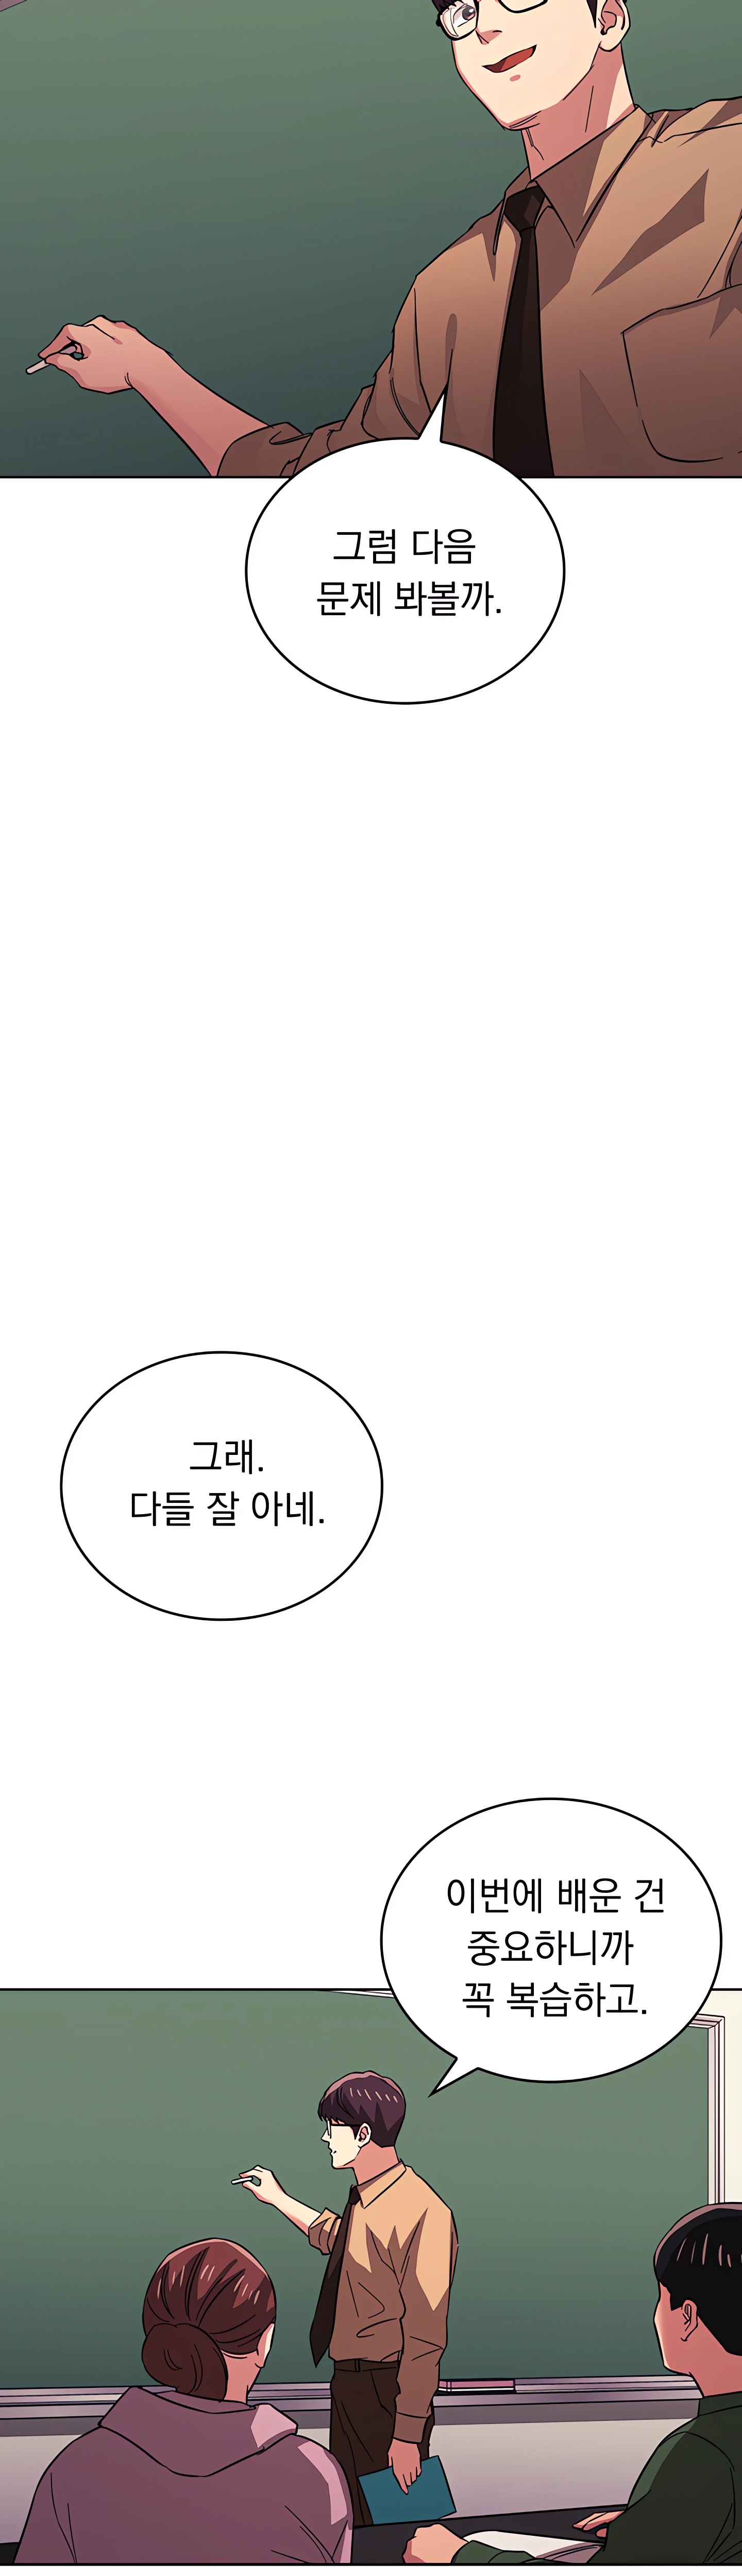 그럼 다음
문제 봐볼까.
그래.
다들 잘 아네.
이번에 배운 건
중요하니까
꼭 복습하고.